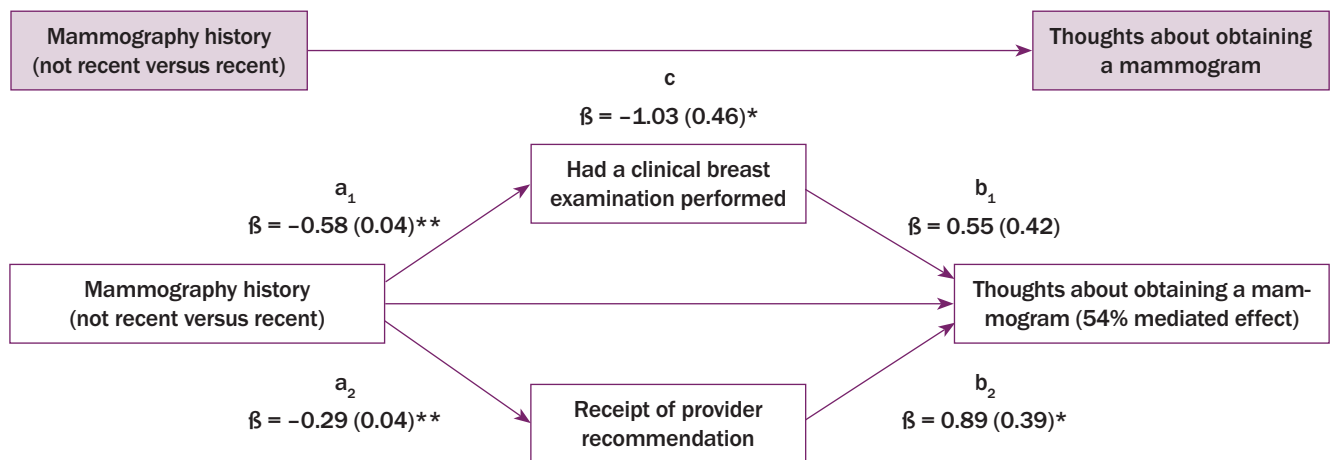 Mammography history
(not recent versus recent)
Thoughts about obtaining
a mammogram
c
ß = –1.03 (0.46)*
Had a clinical breast
examination performed
a₁
ß = –0.58 (0.04)**
b₁
ß = 0.55 (0.42)
Mammography history
(not recent versus recent)
Thoughts about obtaining a mam-
mogram (54% mediated effect)
a₂
ß = –0.29 (0.04)**
Receipt of provider
recommendation
b₂
ß = 0.89 (0.39)*